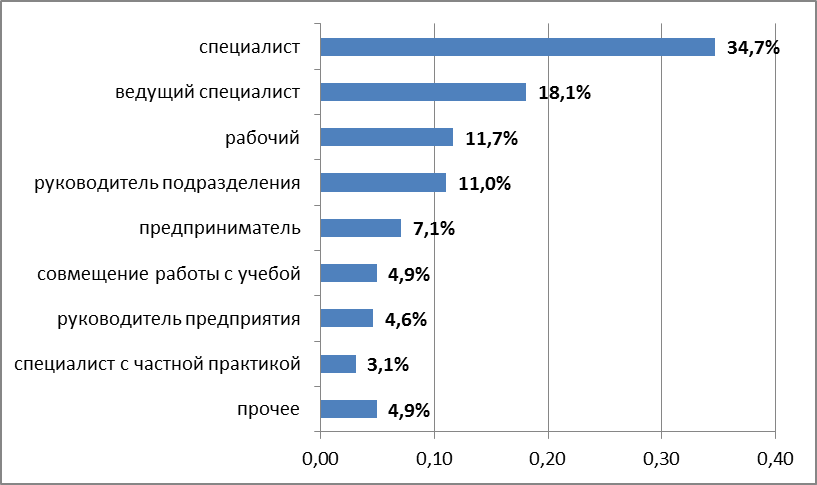 специалист 34,7%
ведущий специалист 18,1%
рабочий 11,7%
руководитель подразделения 11,0%
предприниматель 7,1%
совмещение работы с учебой 4,9%
руководитель предприятия 4,6%
специалист с частной практикой 3,1%
прочее 4,9%
0,00 0,10 0,20 0,30 0,40